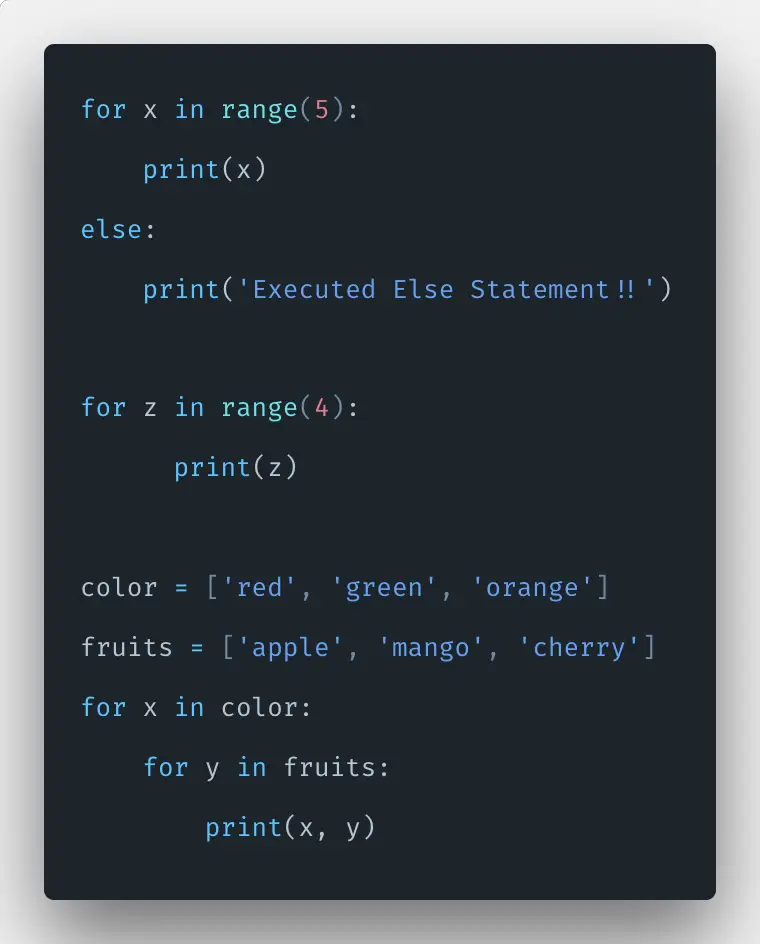 for x in range(5):
    print(x)
else:
    print('Executed Else Statement!!')
for z in range(4):
      print(z)
color = ['red', 'green', 'orange']
fruits = ['apple', 'mango', 'cherry']
for x in color:
    for y in fruits:
        print(x, y)